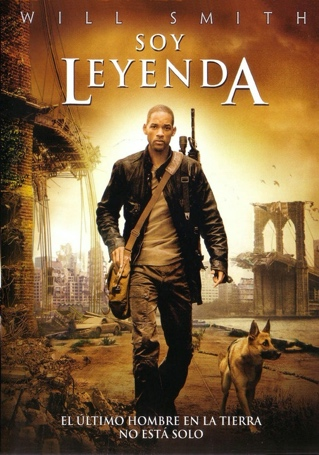 WILL SMITH
SOY
LEYENDA
EL ÚLTIMO HOMBRE EN LA TIERRA
NO ESTÁ SOLO